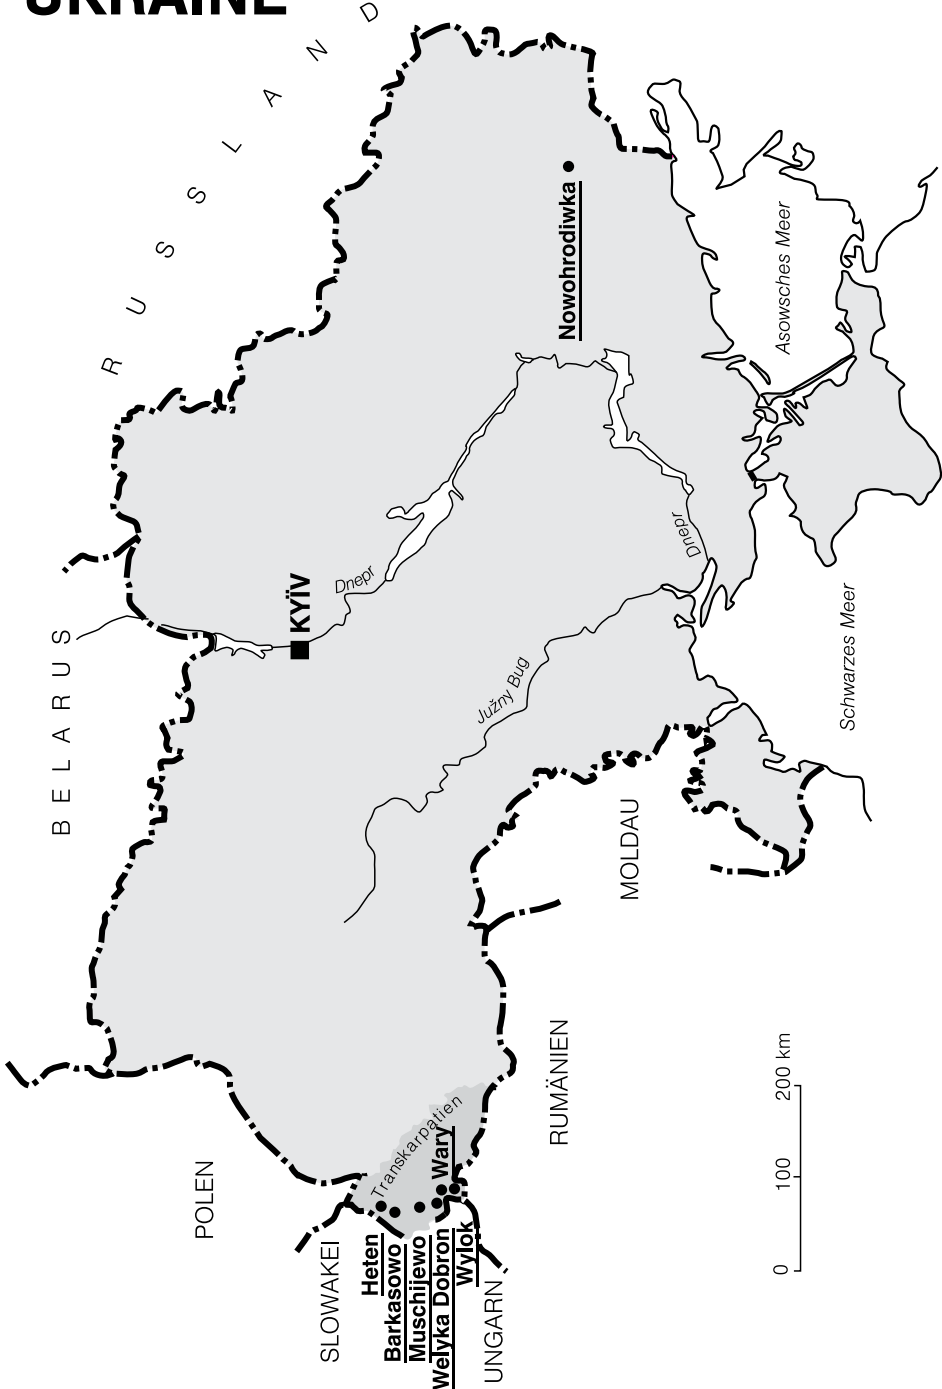 UKRAINE
RUSSLAND
BELARUS
POLEN
SLOWAKEI
UNGARN
RUMÄNIEN
MOLDAU
KYÏV
Dnepr
Dnepr
Južny Bug
Nowohrodiwka
Asowsches Meer
Schwarzes Meer
Transkarpatien
Heten
Barkasowo
Muschijewo
Welyka Dobron
Wylok
Wary
0 100 200 km